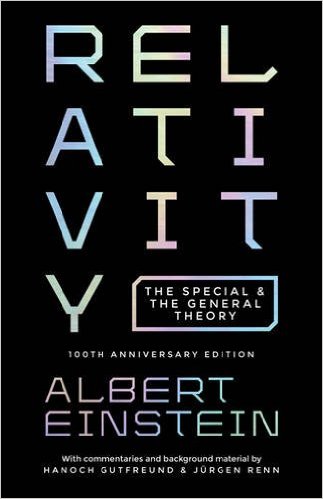 REL
ATI
VIT
Y
THE SPECIAL &
THE GENERAL
THEORY
100TH ANNIVERSARY EDITION
ALBERT
EINSTEIN
With commentaries and background material by
HANOCH GUTFREUND & JÜRGEN RENN